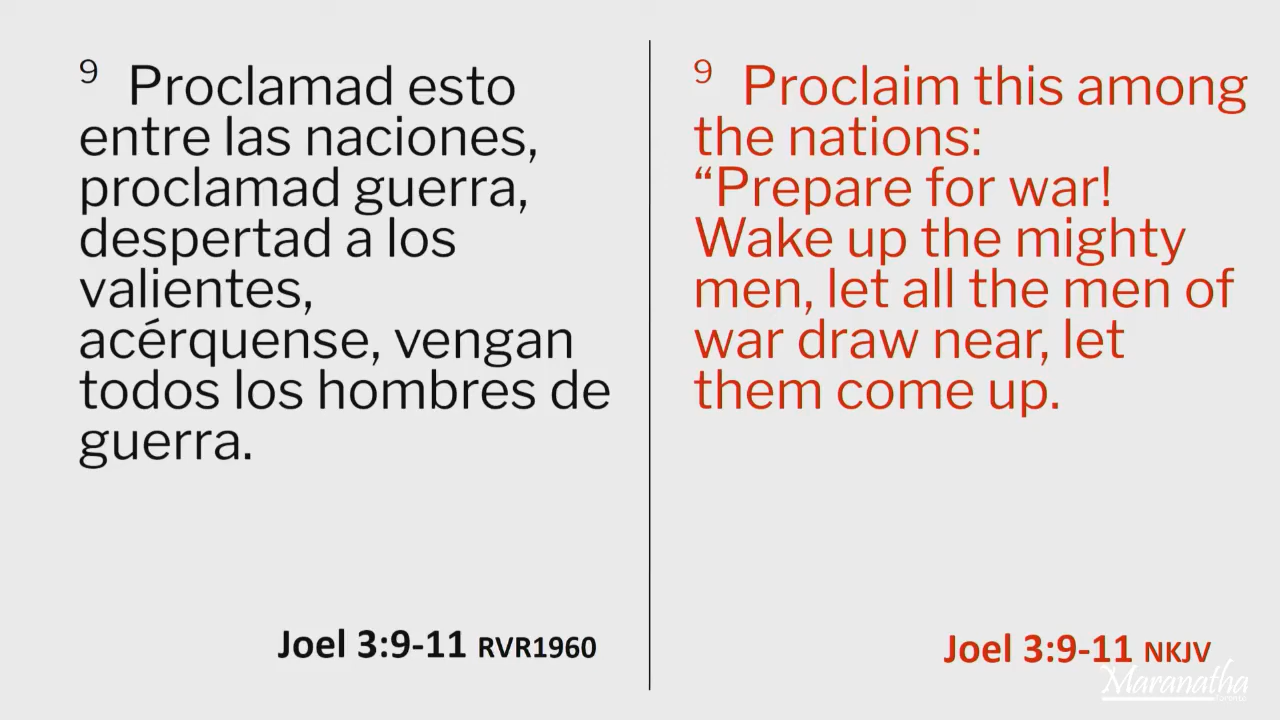 9 Proclamad esto
entre las naciones,
proclamad guerra,
despertad a los
valientes,
acérquense, vengan
todos los hombres de
guerra.
Joel 3:9-11 RVR1960
9 Proclaim this among
the nations:
“Prepare for war!
Wake up the mighty
men, let all the men of
war draw near, let
them come up.
Joel 3:9-11 NKJV
Maranatha